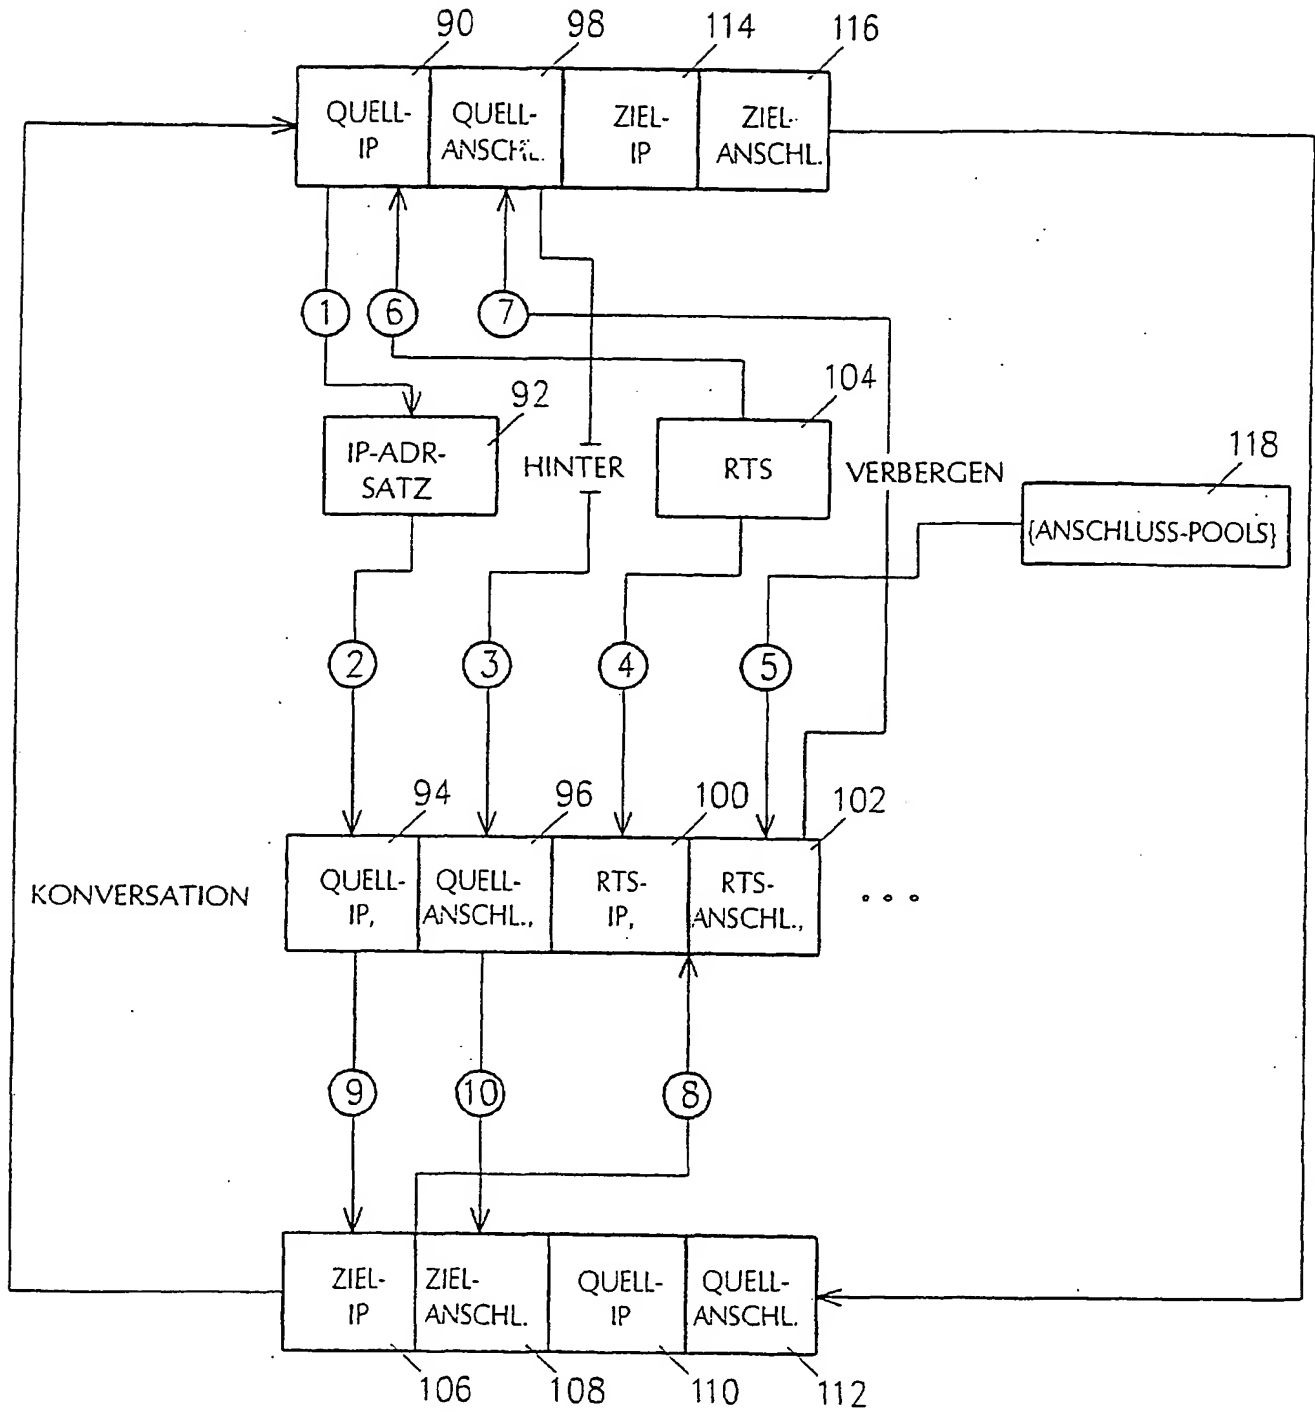 90 98 114 116
QUELL- QUELL- ZIEL- ZIEL-
IP ANSCHL. IP ANSCHL.
1 6 7
92 104
IP-ADR-
SATZ
HINTER
RTS
VERBERGEN
118
{ANSCHLUSS-POOLS}
2 3 4 5
94 96 100 102
KONVERSATION
QUELL- QUELL- RTS- RTS-
IP, ANSCHL., IP, ANSCHL.,
9 10 8
ZIEL- ZIEL- QUELL- QUELL-
IP ANSCHL. IP ANSCHL.
106 108 110 112